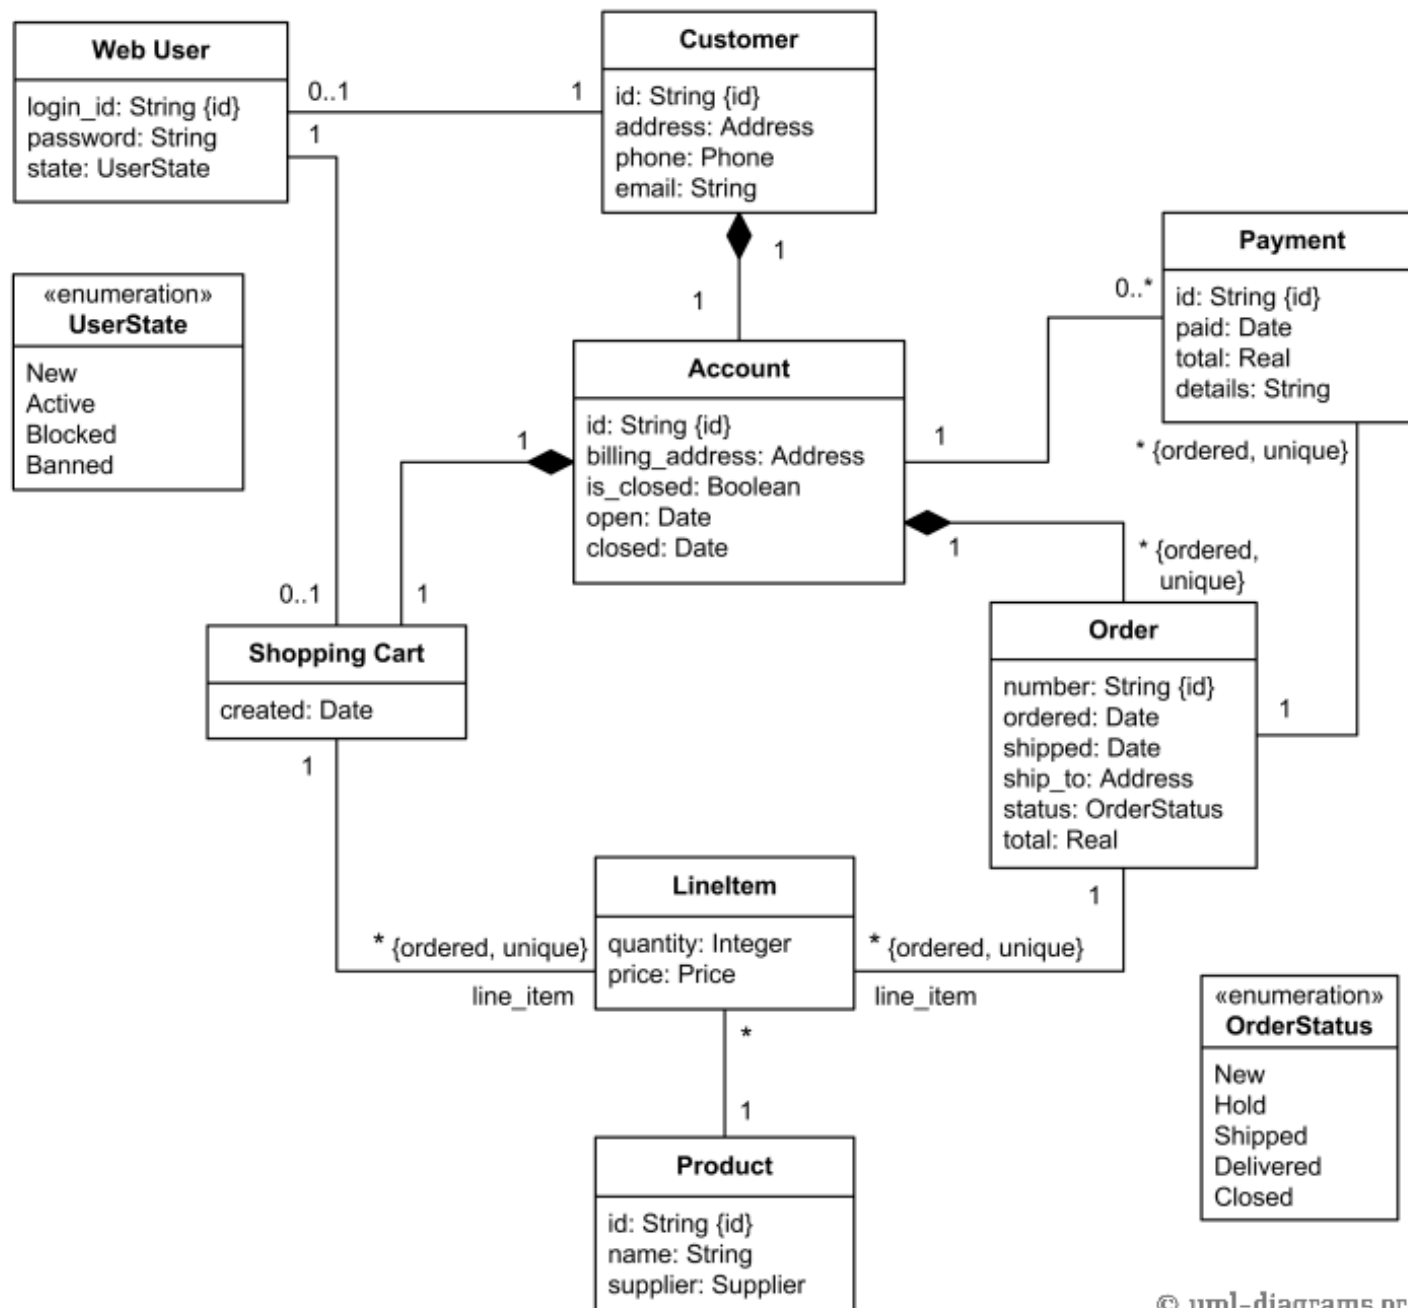 Web User
login_id: String {id}
password: String
state: UserState
0..1
1
1
Customer
id: String {id}
address: Address
phone: Phone
email: String
1
1
«enumeration»
UserState
New
Active
Blocked
Banned
Payment
id: String {id}
paid: Date
total: Real
details: String
0..*
1
* {ordered, unique}
Account
id: String {id}
billing_address: Address
is_closed: Boolean
open: Date
closed: Date
1
1
0..1
1
* {ordered,
unique}
Shopping Cart
created: Date
1
Order
number: String {id}
ordered: Date
shipped: Date
ship_to: Address
status: OrderStatus
total: Real
1
1
* {ordered, unique}
line_item
LineItem
quantity: Integer
price: Price
* {ordered, unique}
line_item
*
1
Product
id: String {id}
name: String
supplier: Supplier
«enumeration»
OrderStatus
New
Hold
Shipped
Delivered
Closed
© uml-diagrams.or